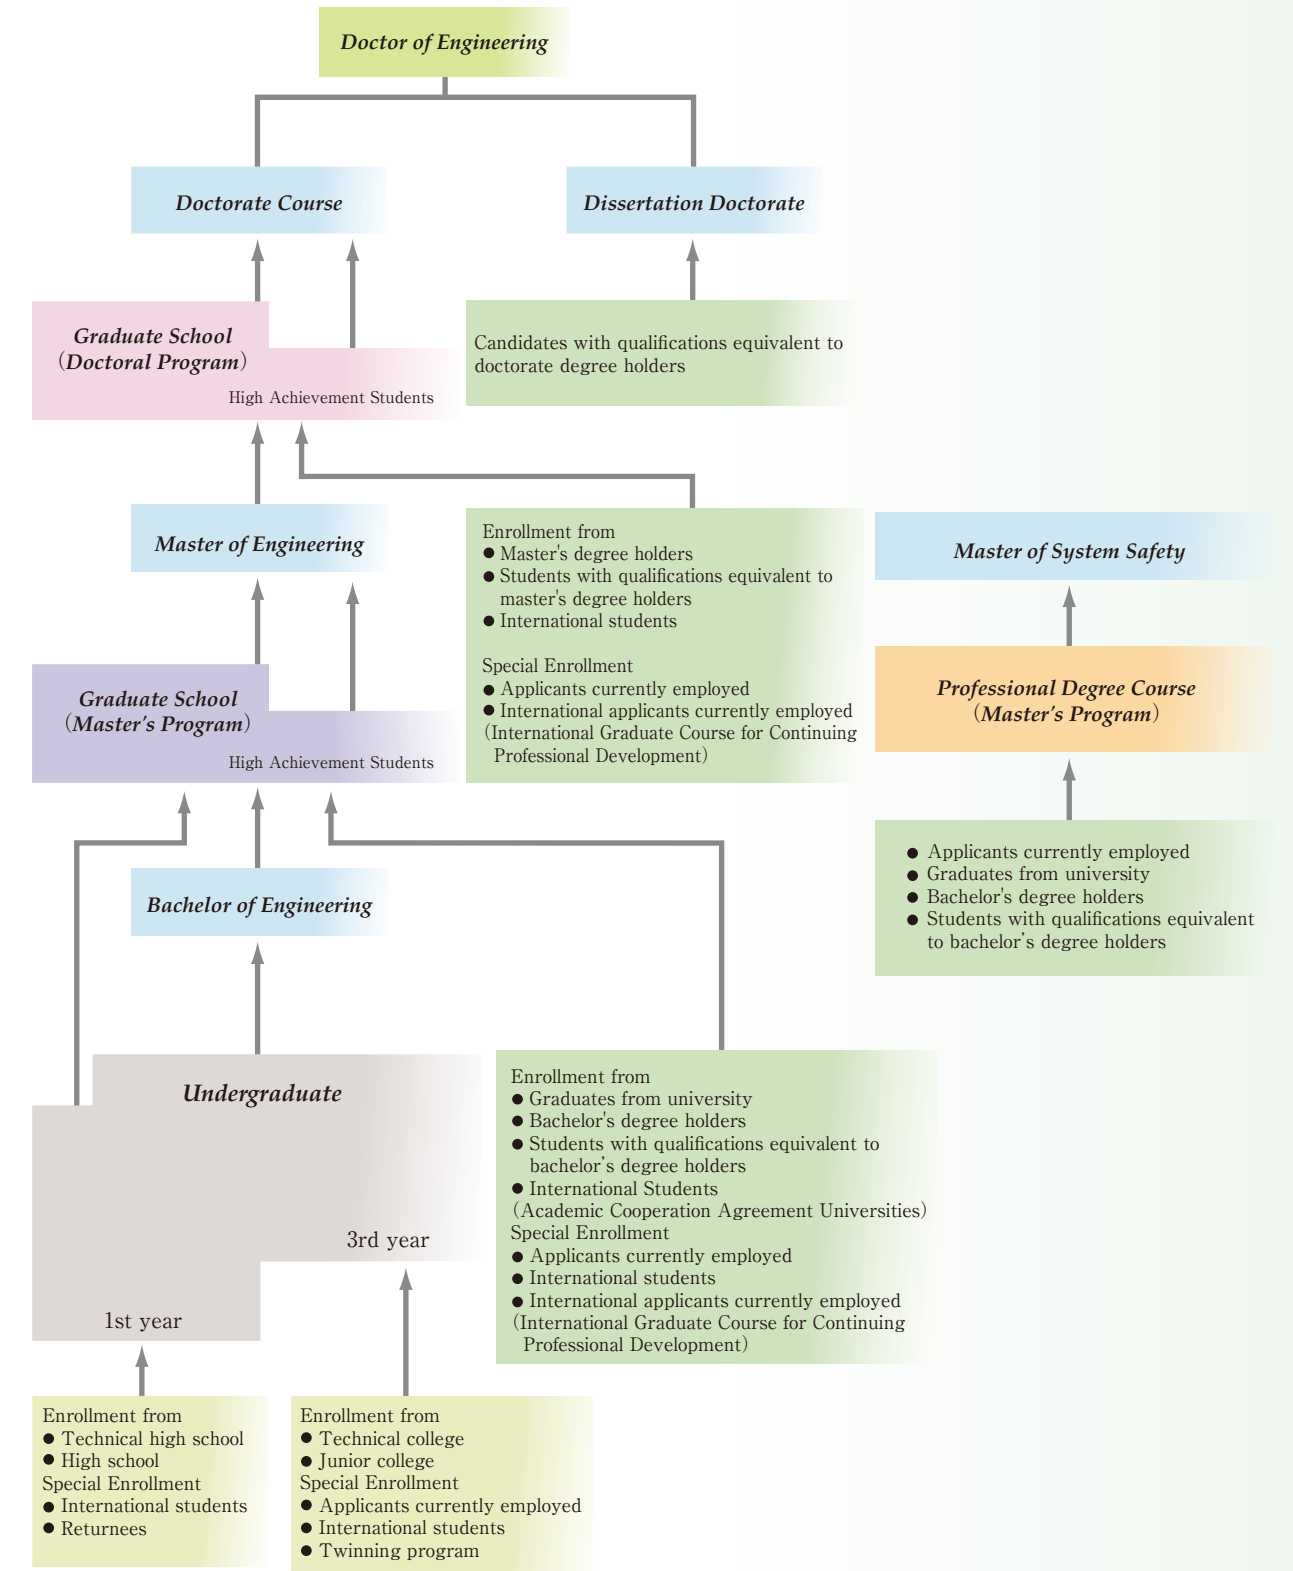 Doctor of Engineering
Doctorate Course
Dissertation Doctorate
Graduate School
(Doctoral Program)
High Achievement Students
Candidates with qualifications equivalent to
doctorate degree holders
Master of Engineering
Enrollment from
● Master's degree holders
● Students with qualifications equivalent to
master's degree holders
● International students
Special Enrollment
● Applicants currently employed
● International applicants currently employed
(International Graduate Course for Continuing
Professional Development)
Master of System Safety
Graduate School
(Master's Program)
High Achievement Students
Professional Degree Course
(Master's Program)
● Applicants currently employed
● Graduates from university
● Bachelor's degree holders
● Students with qualifications equivalent
to bachelor's degree holders
Bachelor of Engineering
Undergraduate
3rd year
1st year
Enrollment from
● Graduates from university
● Bachelor's degree holders
● Students with qualifications equivalent to
bachelor's degree holders
● International Students
(Academic Cooperation Agreement Universities)
Special Enrollment
● Applicants currently employed
● International students
● International applicants currently employed
(International Graduate Course for Continuing
Professional Development)
Enrollment from
● Technical high school
● High school
Special Enrollment
● International students
● Returnees
Enrollment from
● Technical college
● Junior college
Special Enrollment
● Applicants currently employed
● International students
● Twinning program